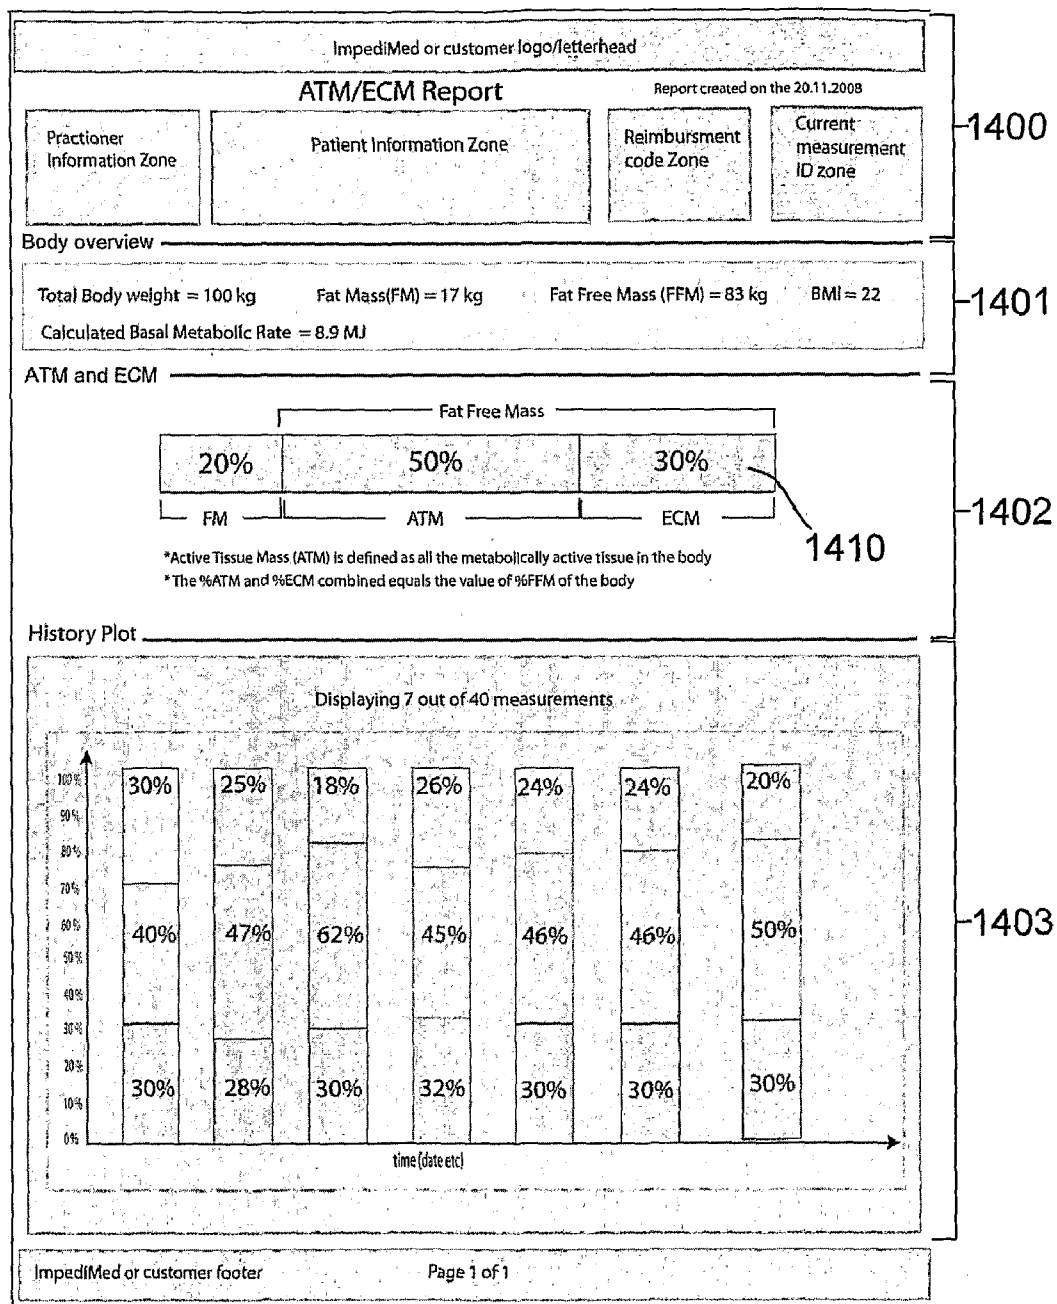 ImpediMed or customer logo/letterhead
ATM/ECM Report
Report created on the 20.11.2008
Practioner
Information Zone
Patient Information Zone
Reimbursment
code Zone
Current
measurement
ID zone
1400
Body overview
Total Body weight = 100 kg Fat Mass(FM) = 17 kg Fat Free Mass (FFM) = 83 kg BMI = 22
Calculated Basal Metabolic Rate = 8.9 MJ
1401
ATM and ECM
Fat Free Mass
20% 50% 30%
FM ATM ECM
1410
1402
*Active Tissue Mass (ATM) is defined as all the metabolically active tissue in the body
*The %ATM and %ECM combined equals the value of %FFM of the body
History Plot
Displaying 7 out of 40 measurements
100%
90%
80%
70%
60%
50%
40%
30%
20%
10%
0%
30% 25% 18% 26% 24% 24% 20%
40% 47% 62% 45% 46% 46% 50%
30% 28% 30% 32% 30% 30% 30%
time (date etc)
1403
ImpediMed or customer footer Page 1 of 1